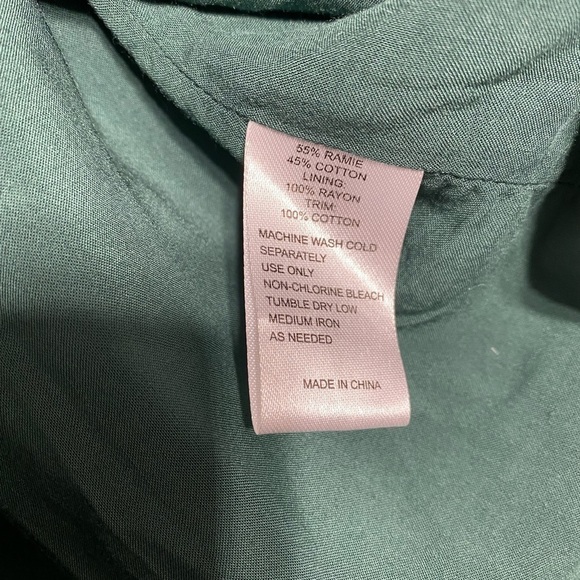 55% RAMIE
45% COTTON
LINING:
100% RAYON
TRIM:
100% COTTON
MACHINE WASH COLD
SEPARATELY
USE ONLY
NON-CHLORINE BLEACH
TUMBLE DRY LOW
MEDIUM IRON
AS NEEDED
MADE IN CHINA